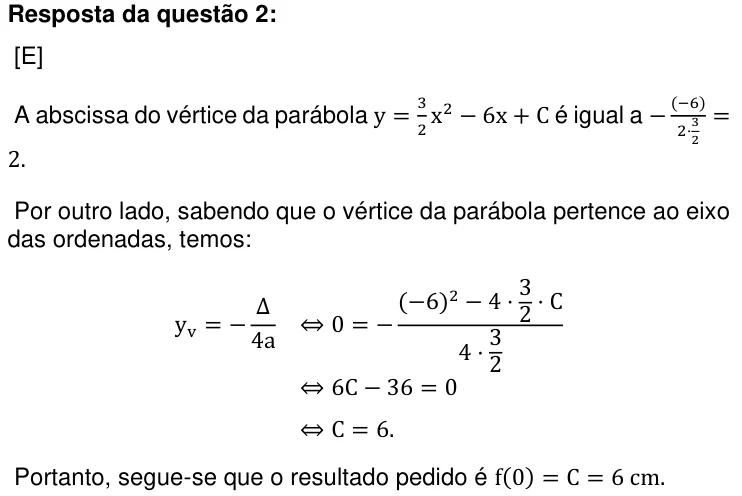 Resposta da questão 2:
[E]
A abscissa do vértice da parábola y = 3/2 x² − 6x + C é igual a − (−6)/(2·3/2) =
2.
Por outro lado, sabendo que o vértice da parábola pertence ao eixo
das ordenadas, temos:
y_v = − Δ/4a ⇔ 0 = − ((−6)² − 4 · 3/2 · C)/(4 · 3/2)
⇔ 6C − 36 = 0
⇔ C = 6.
Portanto, segue-se que o resultado pedido é f(0) = C = 6 cm.